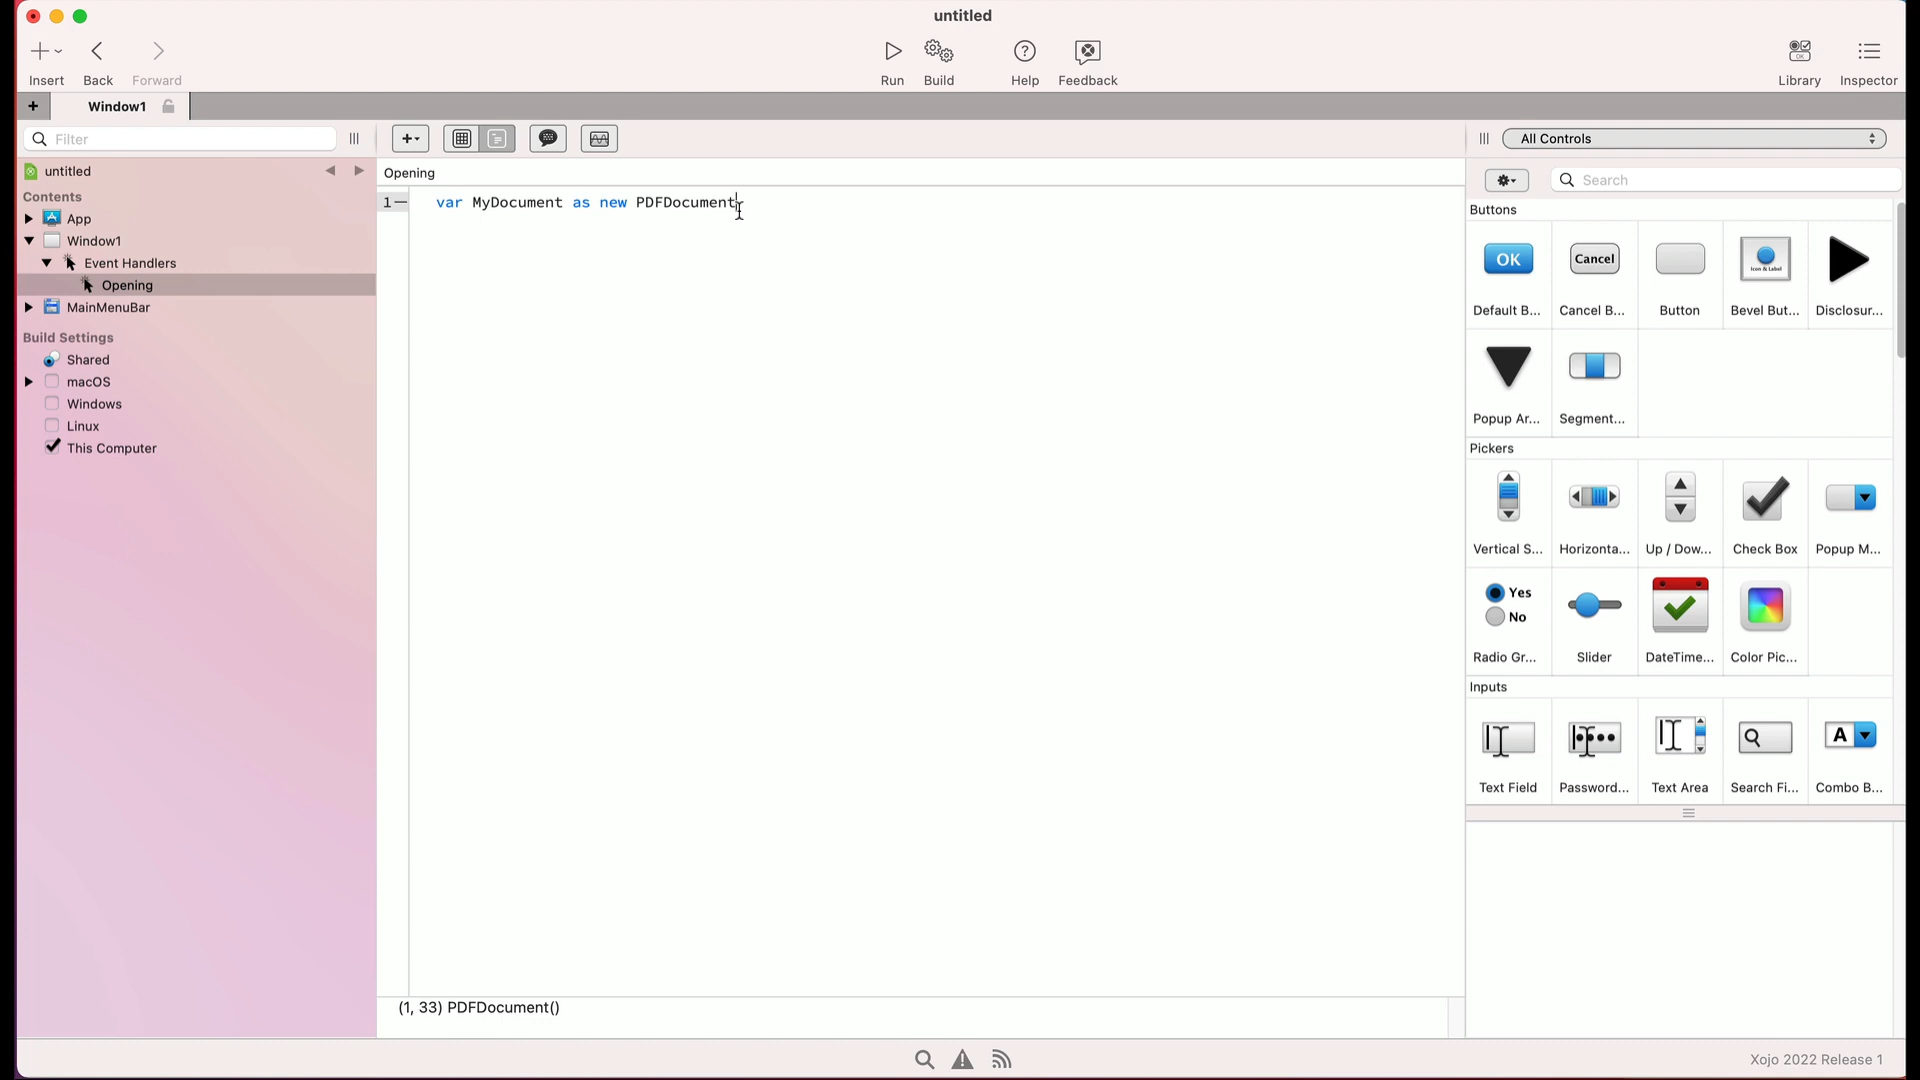 untitled
Insert
Back
Forward
Run
Build
Help
Feedback
Library
Inspector
Window1
Filter
All Controls
untitled
Opening
Search
Contents
App
Window1
Event Handlers
Opening
MainMenuBar
Build Settings
Shared
macOS
Windows
Linux
This Computer
1
var MyDocument as new PDFDocument
(1, 33) PDFDocument()
Buttons
OK
Cancel
Icon & Label
Default B...
Cancel B...
Button
Bevel But...
Disclosur...
Popup Ar...
Segment...
Pickers
Vertical S...
Horizonta...
Up / Dow...
Check Box
Popup M...
Yes
No
Radio Gr...
Slider
DateTime...
Color Pic...
Inputs
A
Text Field
Password...
Text Area
Search Fi...
Combo B...
Xojo 2022 Release 1